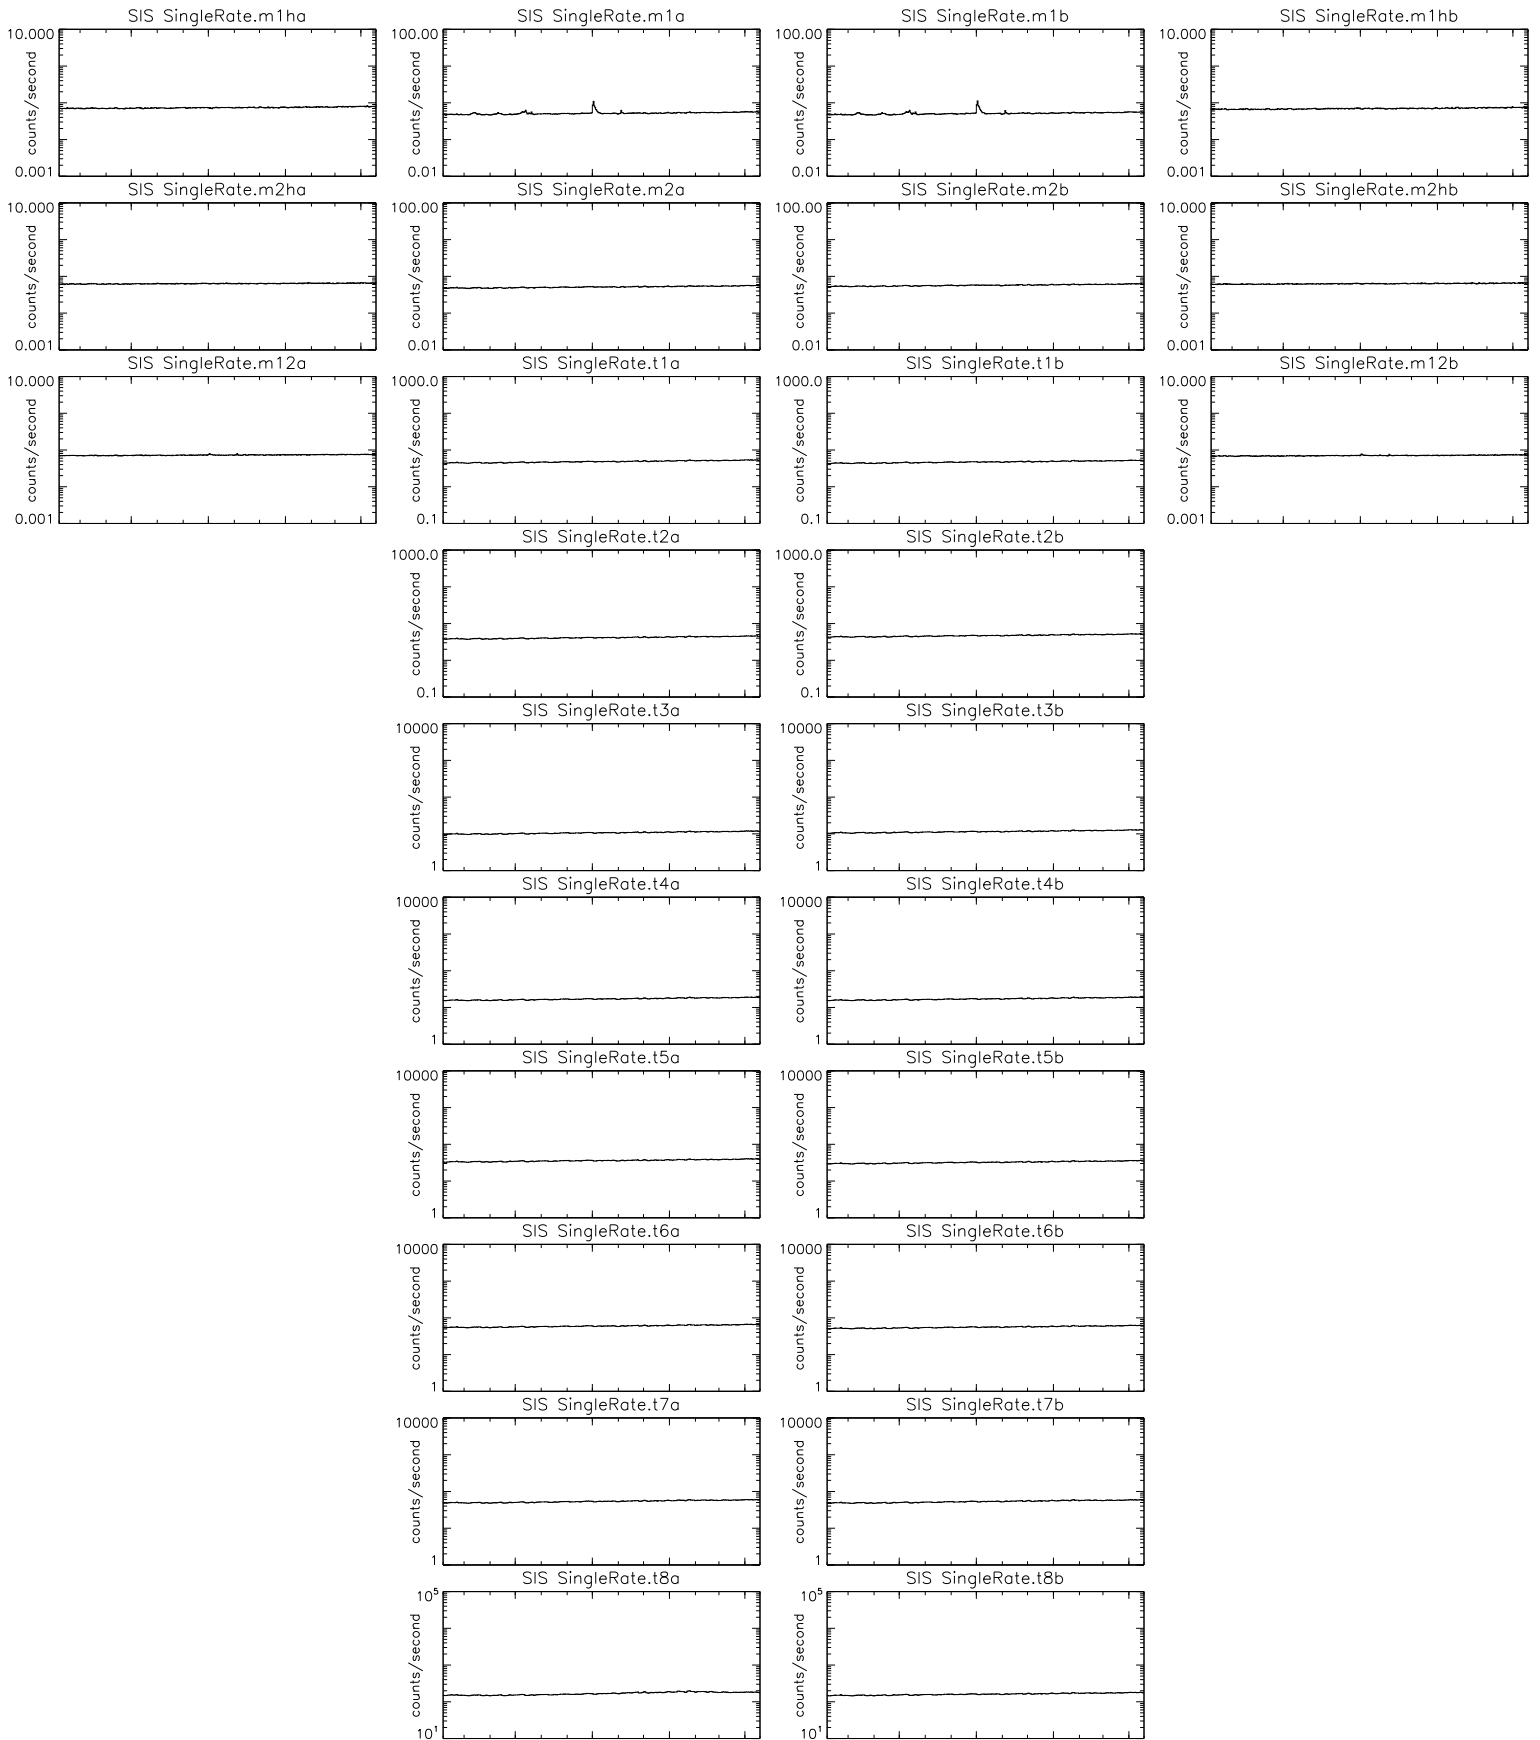 SIS SingleRate.m1ha
10.000
counts/second
0.001
SIS SingleRate.m1a
100.00
counts/second
0.01
SIS SingleRate.m1b
100.00
counts/second
0.01
SIS SingleRate.m1hb
10.000
counts/second
0.001
SIS SingleRate.m2ha
10.000
counts/second
0.001
SIS SingleRate.m2a
100.00
counts/second
0.01
SIS SingleRate.m2b
100.00
counts/second
0.01
SIS SingleRate.m2hb
10.000
counts/second
0.001
SIS SingleRate.m12a
10.000
counts/second
0.001
SIS SingleRate.t1a
1000.0
counts/second
0.1
SIS SingleRate.t1b
1000.0
counts/second
0.1
SIS SingleRate.m12b
10.000
counts/second
0.001
SIS SingleRate.t2a
1000.0
counts/second
0.1
SIS SingleRate.t2b
1000.0
counts/second
0.1
SIS SingleRate.t3a
10000
counts/second
1
SIS SingleRate.t3b
10000
counts/second
1
SIS SingleRate.t4a
10000
counts/second
1
SIS SingleRate.t4b
10000
counts/second
1
SIS SingleRate.t5a
10000
counts/second
1
SIS SingleRate.t5b
10000
counts/second
1
SIS SingleRate.t6a
10000
counts/second
1
SIS SingleRate.t6b
10000
counts/second
1
SIS SingleRate.t7a
10000
counts/second
1
SIS SingleRate.t7b
10000
counts/second
1
SIS SingleRate.t8a
10⁵
counts/second
10¹
SIS SingleRate.t8b
10⁵
counts/second
10¹